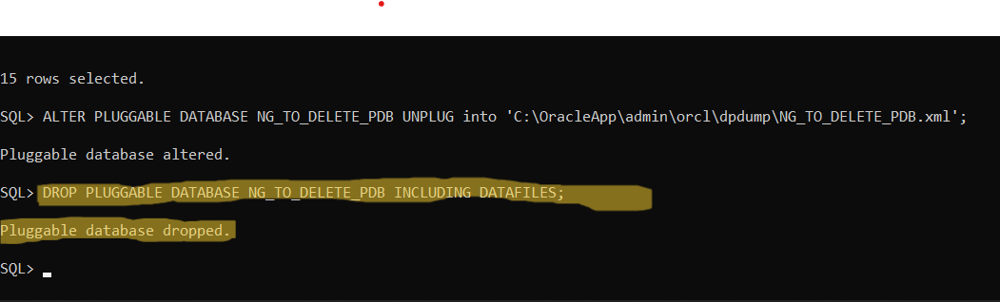 15 rows selected.
SQL> ALTER PLUGGABLE DATABASE NG_TO_DELETE_PDB UNPLUG into 'C:\OracleApp\admin\orcl\dpdump\NG_TO_DELETE_PDB.xml';
Pluggable database altered.
SQL> DROP PLUGGABLE DATABASE NG_TO_DELETE_PDB INCLUDING DATAFILES;
Pluggable database dropped.
SQL>